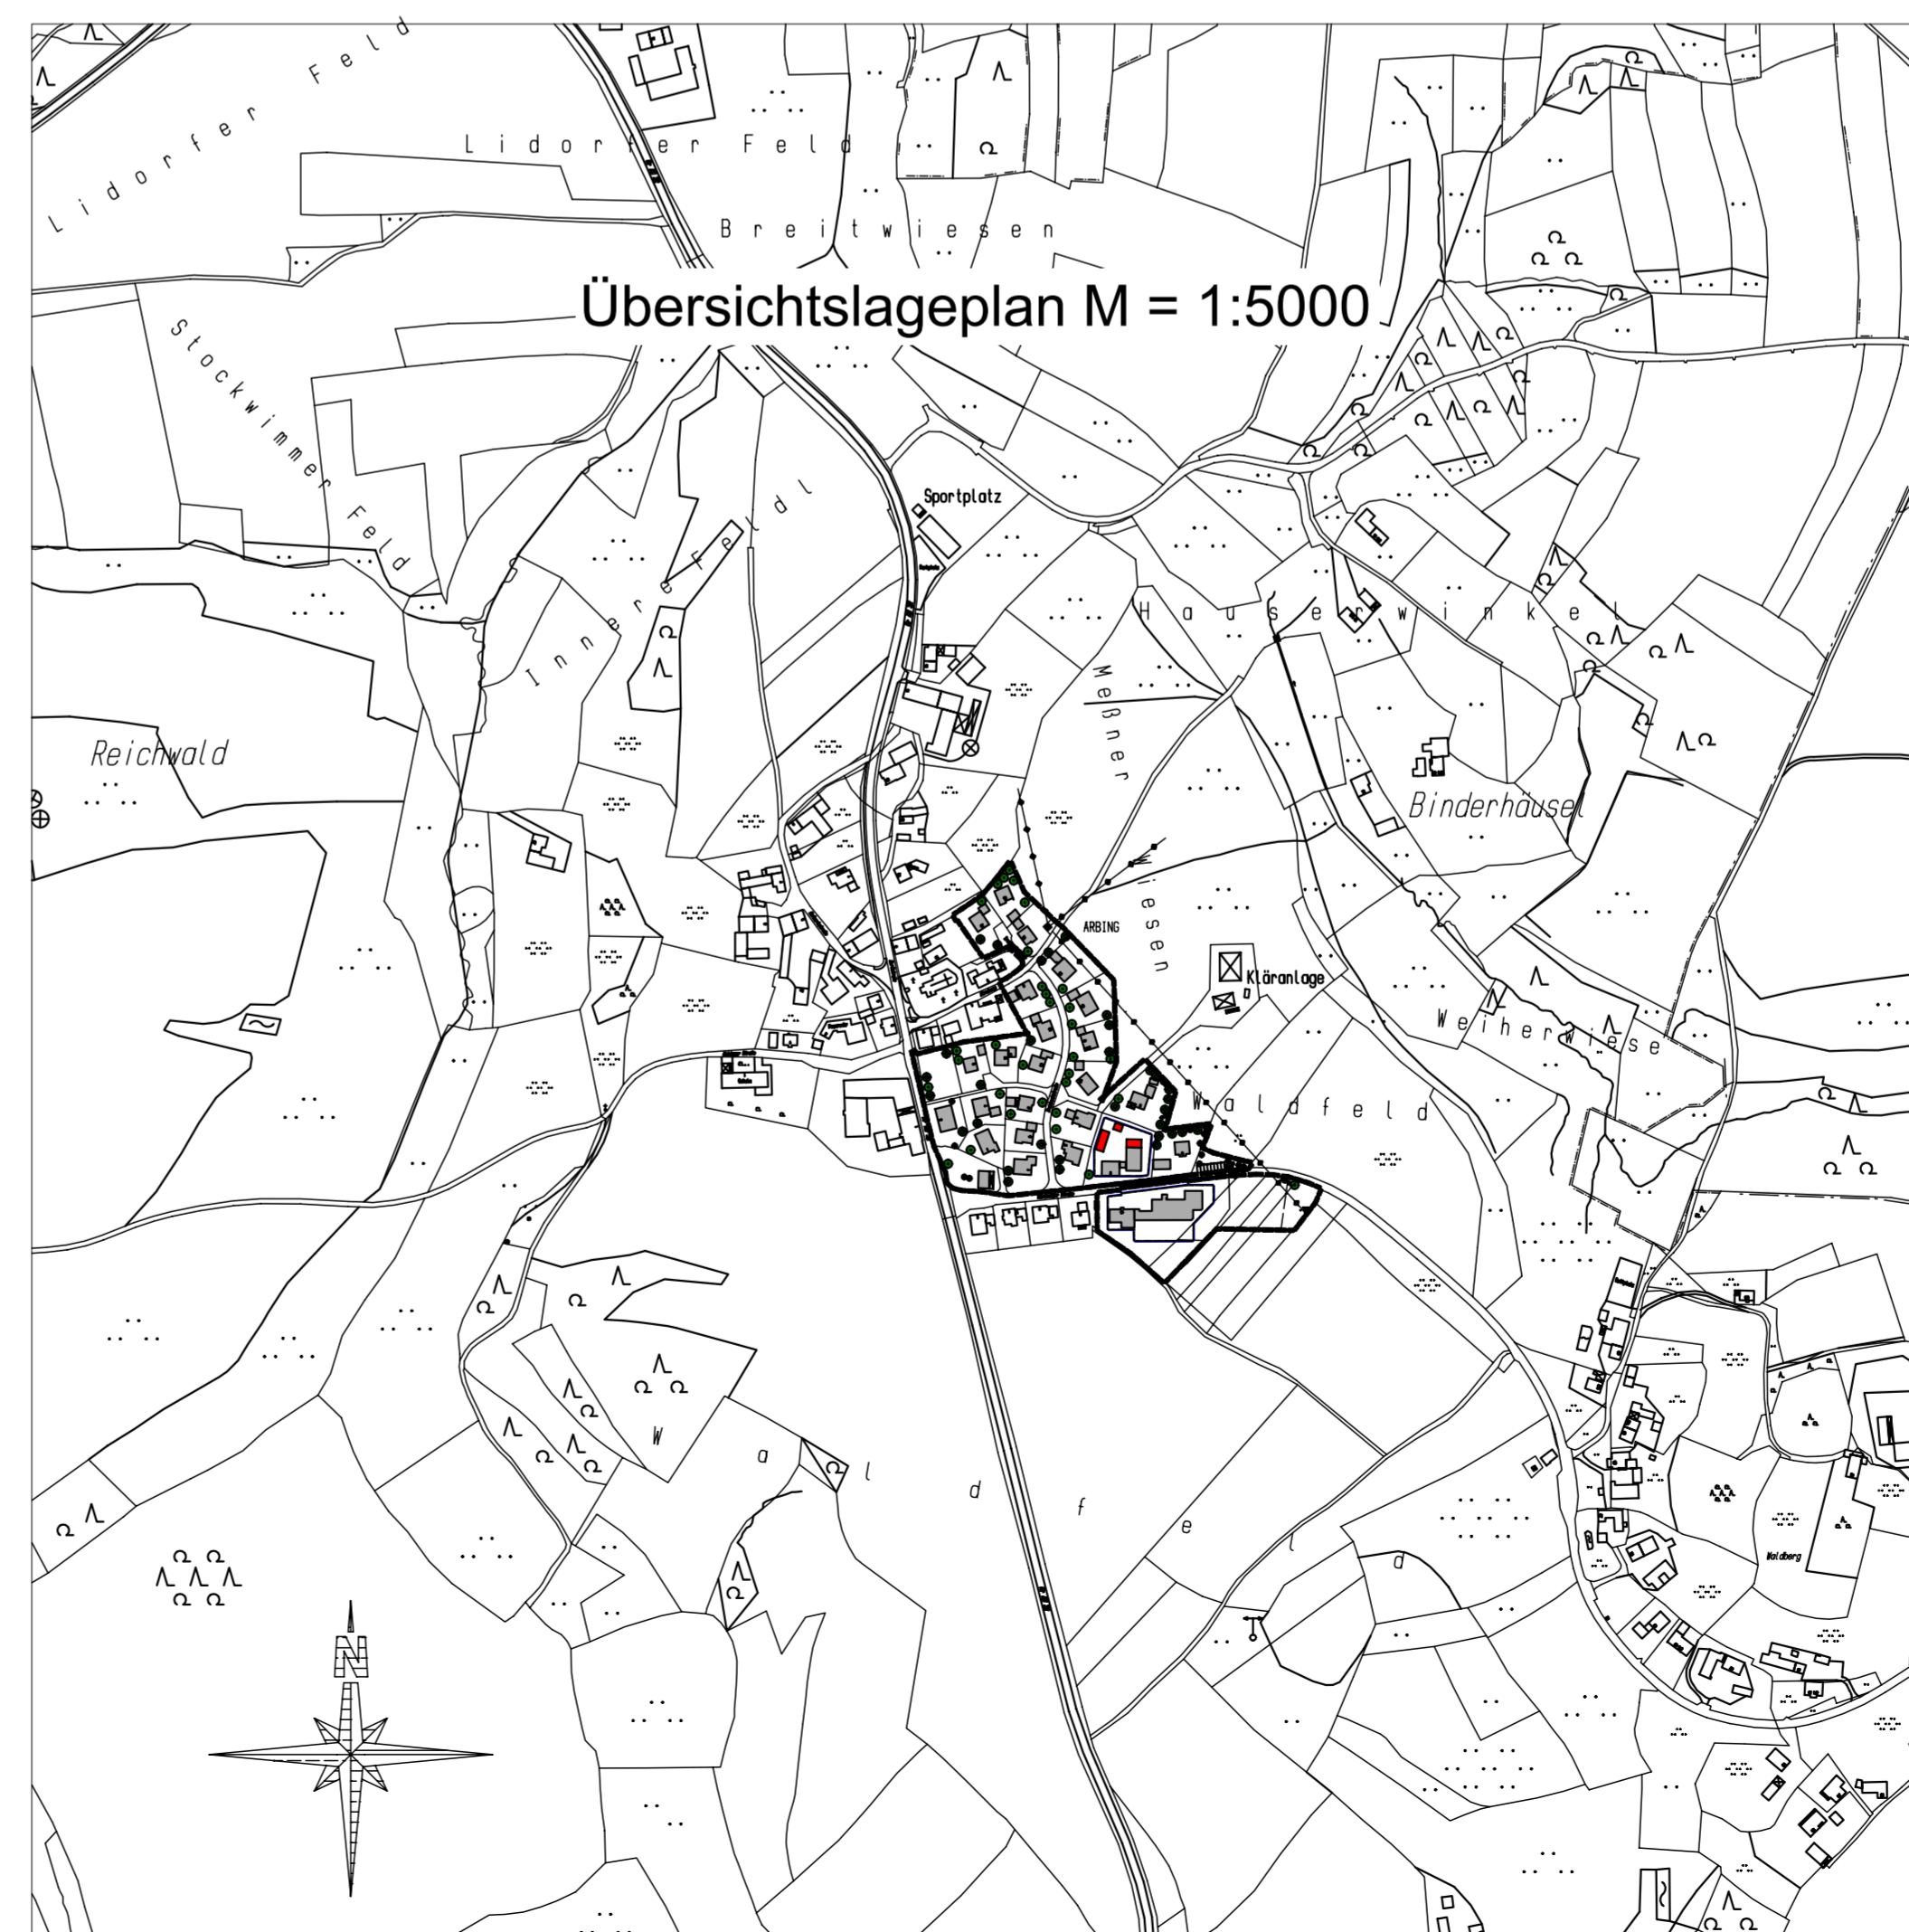 Lidorfer Feld
Lidorfer Feld
Breitwiesen
Übersichtslageplan M = 1:5000
Stockwimmer Feld
Sportplatz
Inneres Feldl
Hauserwinkel
Meßner Wiesen
Reichwald
Binderhäusel
ARBING
Kläranlage
Weiherwiese
Waldfeld
Waldfeld
Waldberg
N